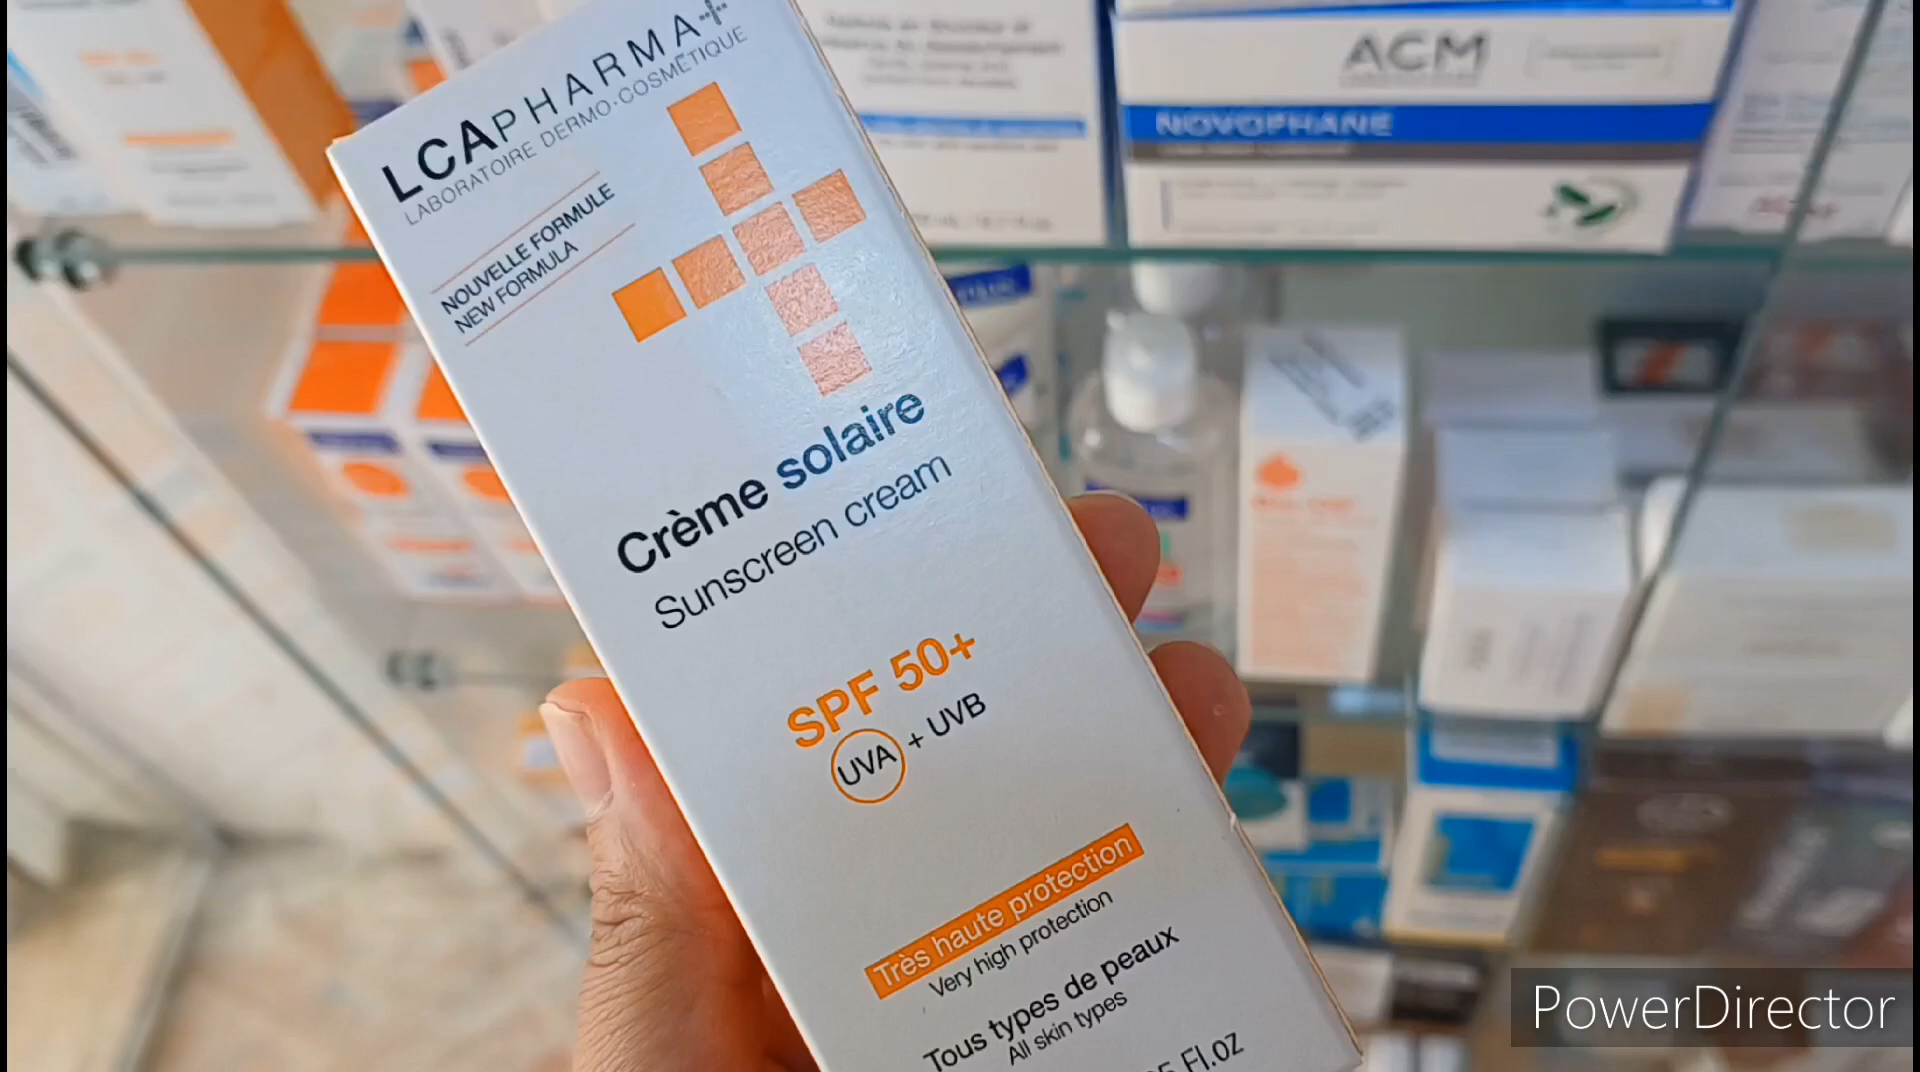 LCAPHARMA+
LABORATOIRE DERMO-COSMÉTIQUE
NOUVELLE FORMULE
NEW FORMULA
Crème solaire
Sunscreen cream
SPF 50+
UVA + UVB
Très haute protection
Very high protection
Tous types de peaux
All skin types
Fl.oz
ACM
NOVOPHANE
PowerDirector